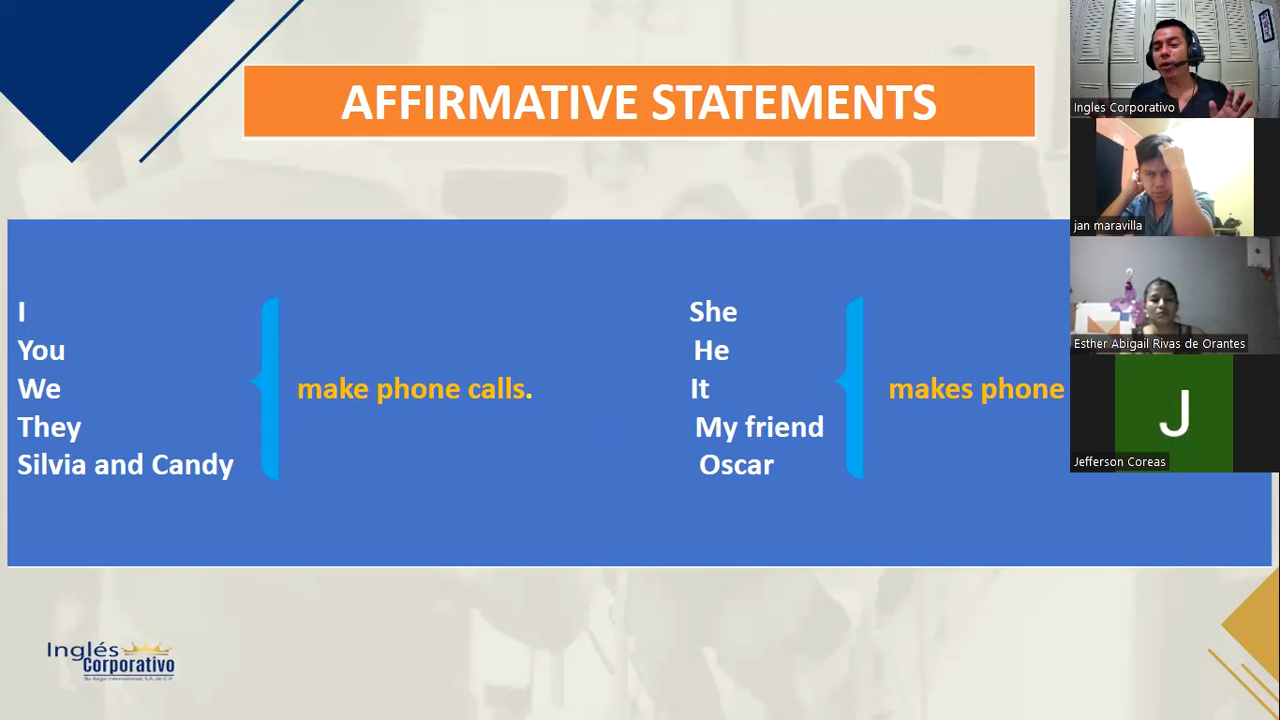 AFFIRMATIVE STATEMENTS
I
You
We
They
Silvia and Candy
make phone calls.
She
He
It
My friend
Oscar
makes phone
Ingles Corporativo
jan maravilla
Esther Abigail Rivas de Orantes
J
Jefferson Coreas
Inglés
Corporativo